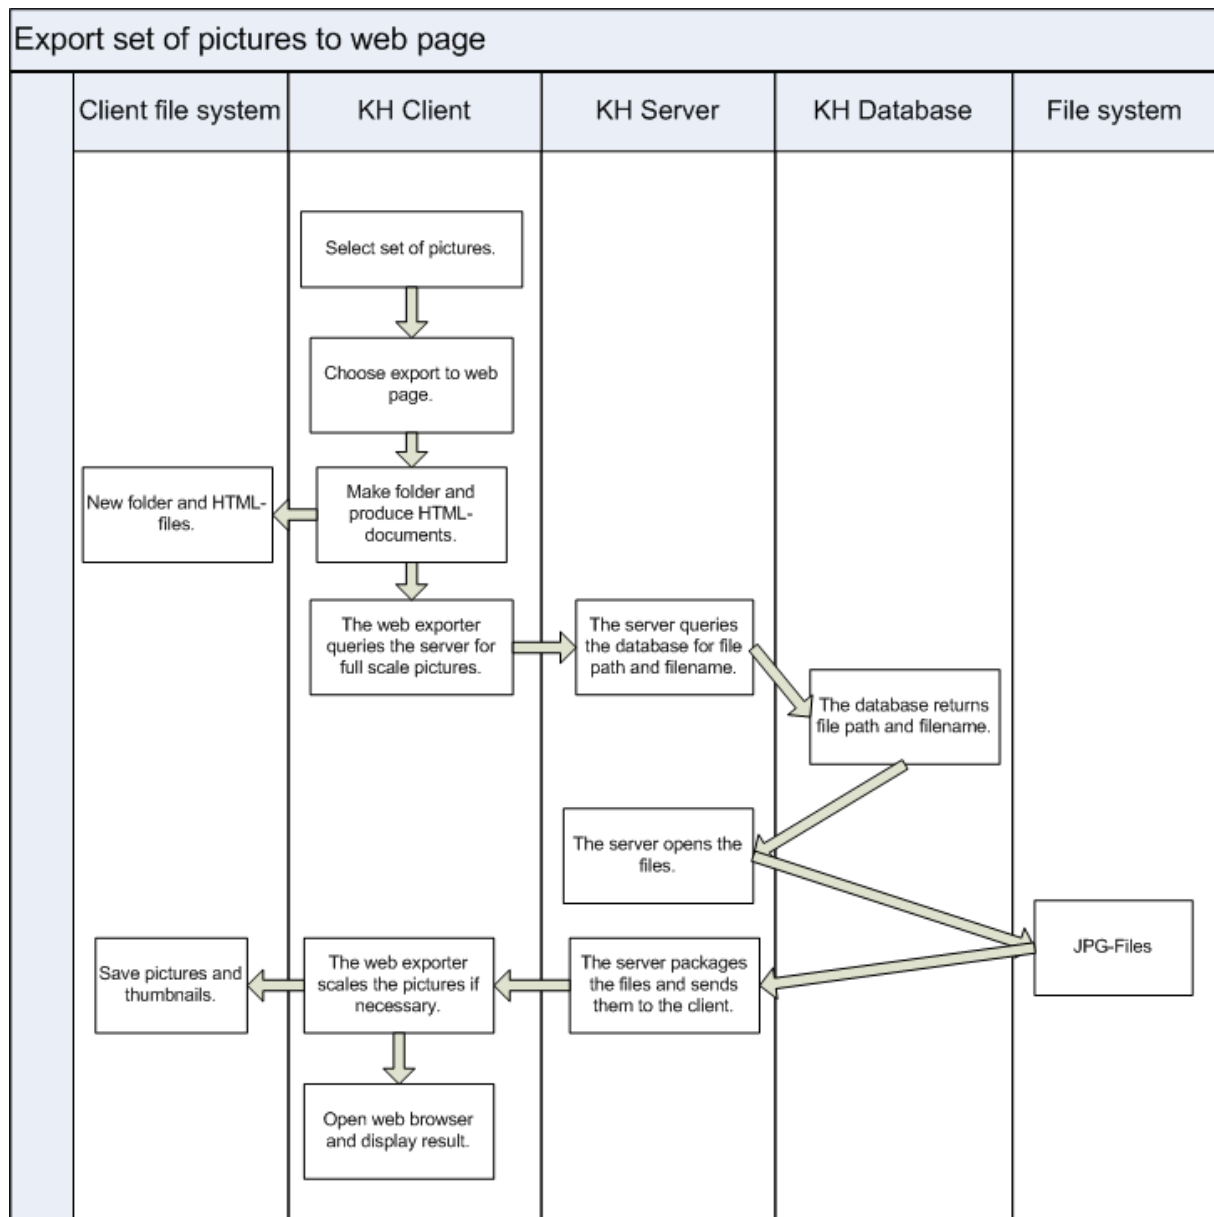 Export set of pictures to web page
Client file system
KH Client
KH Server
KH Database
File system
Select set of pictures.
Choose export to web
page.
New folder and HTML-
files.
Make folder and
produce HTML-
documents.
The web exporter
queries the server for
full scale pictures.
The server queries
the database for file
path and filename.
The database returns
file path and filename.
The server opens the
files.
JPG-Files
The server packages
the files and sends
them to the client.
The web exporter
scales the pictures if
necessary.
Save pictures and
thumbnails.
Open web browser
and display result.